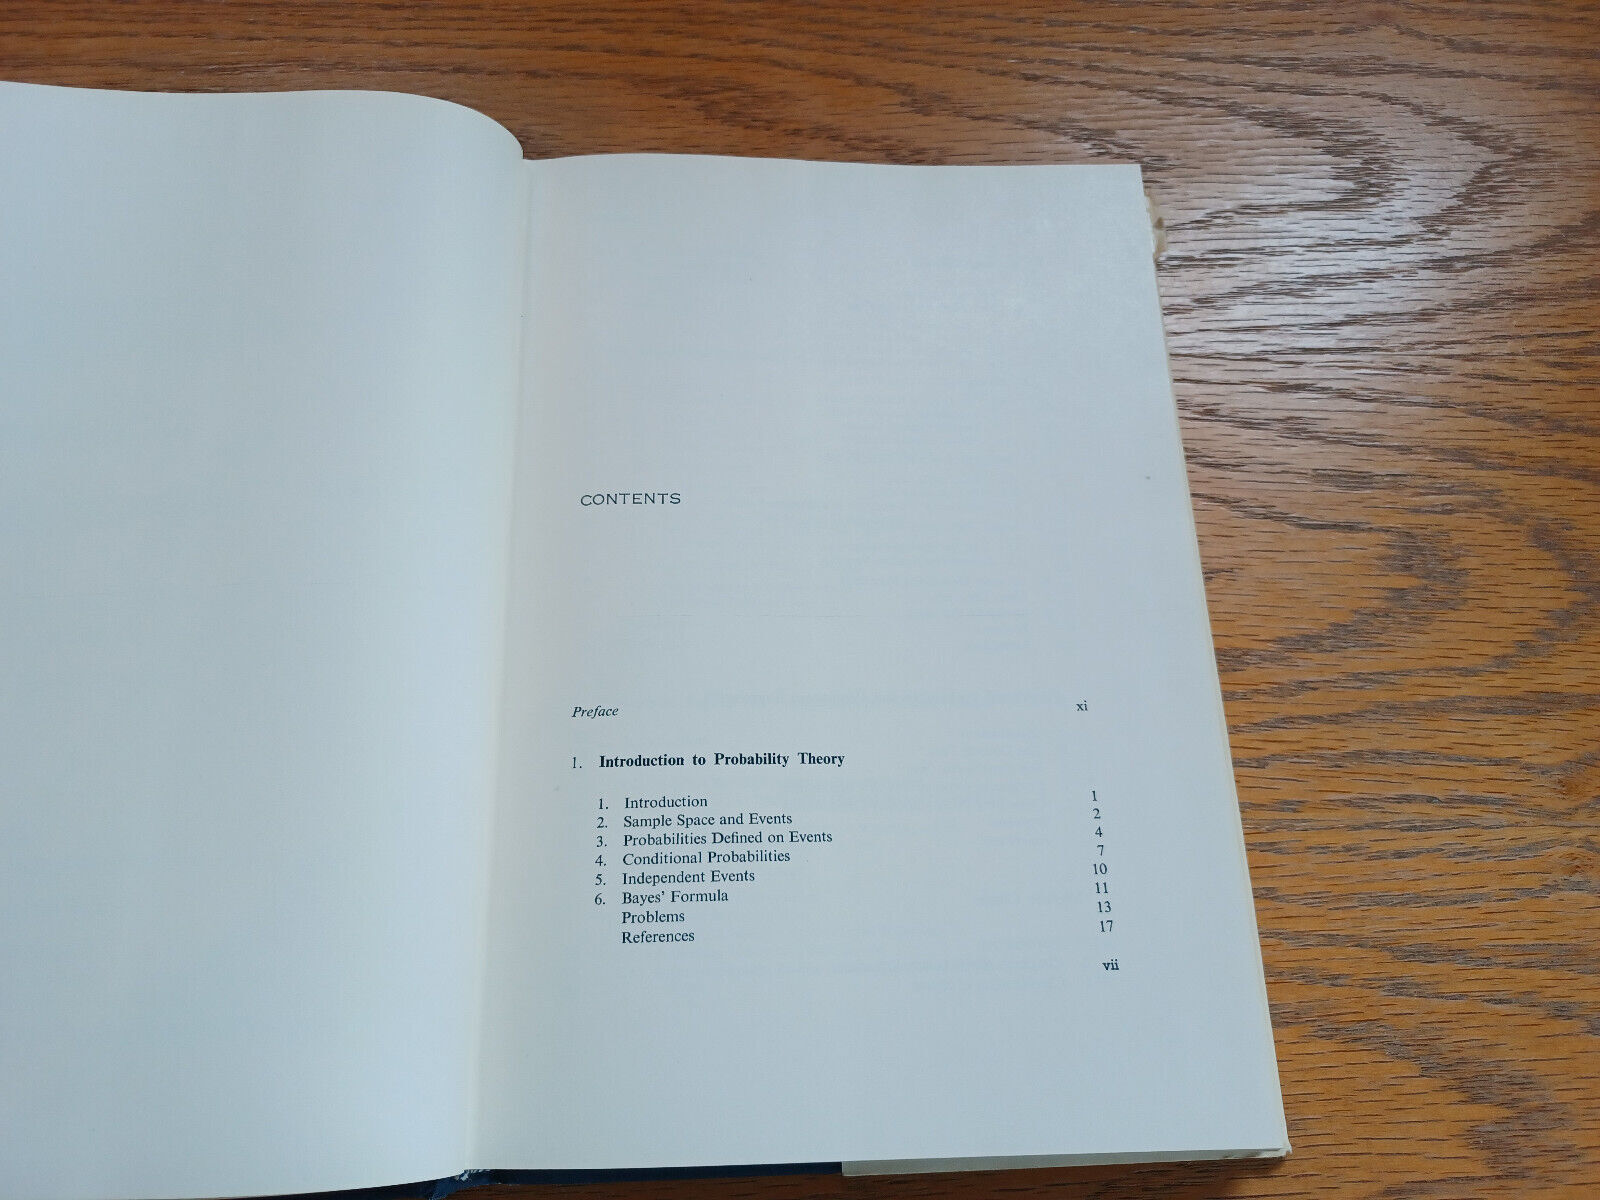 CONTENTS
Preface xi
1. Introduction to Probability Theory
1. Introduction 1
2. Sample Space and Events 2
3. Probabilities Defined on Events 4
4. Conditional Probabilities 7
5. Independent Events 10
6. Bayes' Formula 11
Problems 13
References 17
vii